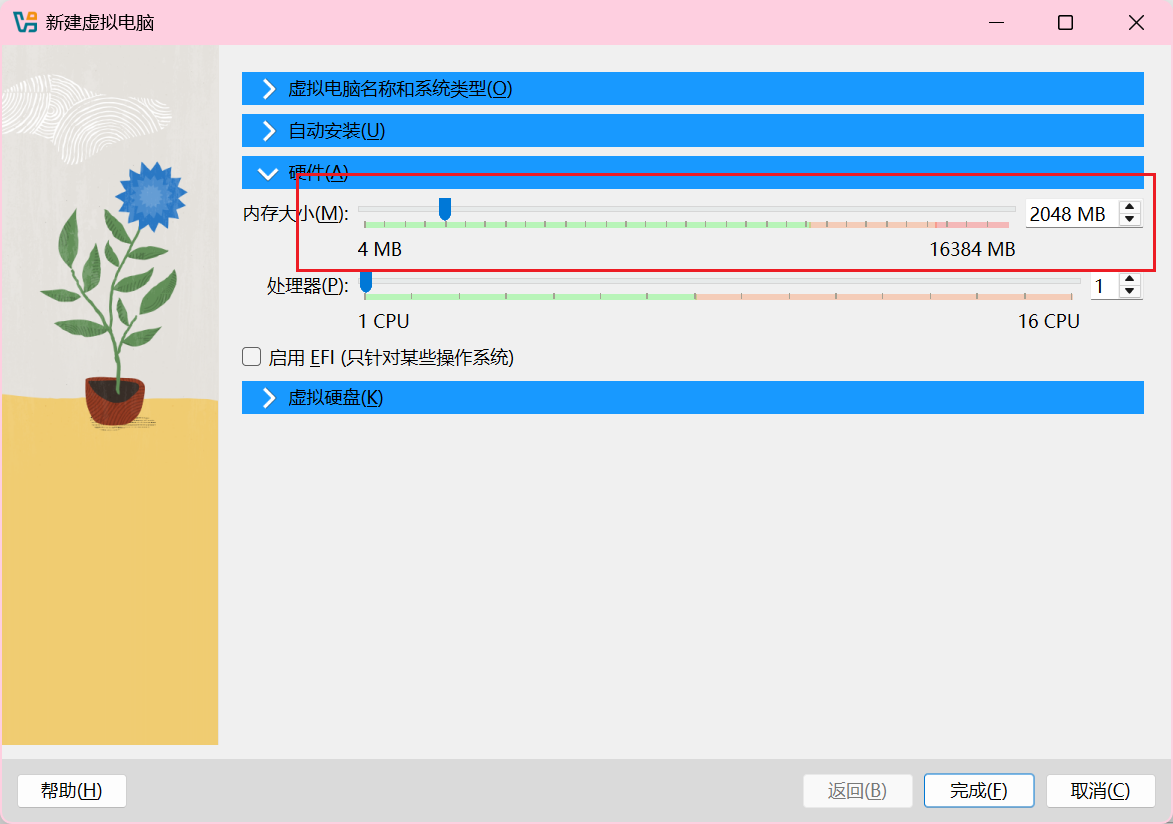 新建虚拟电脑
虚拟电脑名称和系统类型(O)
自动安装(U)
硬件(A)
内存大小(M):
2048 MB
4 MB 16384 MB
处理器(P):
1
1 CPU 16 CPU
启用 EFI (只针对某些操作系统)
虚拟硬盘(K)
帮助(H) 返回(B) 完成(F) 取消(C)